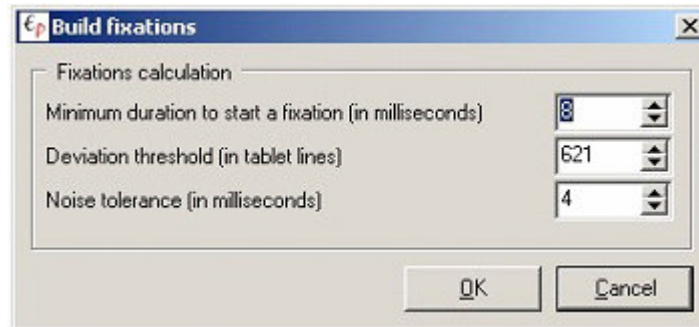 εp Build fixations
Fixations calculation
Minimum duration to start a fixation (in milliseconds) 8
Deviation threshold (in tablet lines) 621
Noise tolerance (in milliseconds) 4
OK Cancel